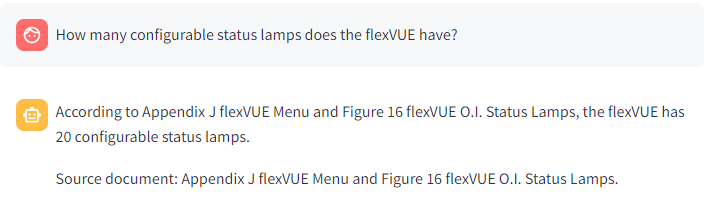 How many configurable status lamps does the flexVUE have?
According to Appendix J flexVUE Menu and Figure 16 flexVUE O.I. Status Lamps, the flexVUE has
20 configurable status lamps.
Source document: Appendix J flexVUE Menu and Figure 16 flexVUE O.I. Status Lamps.